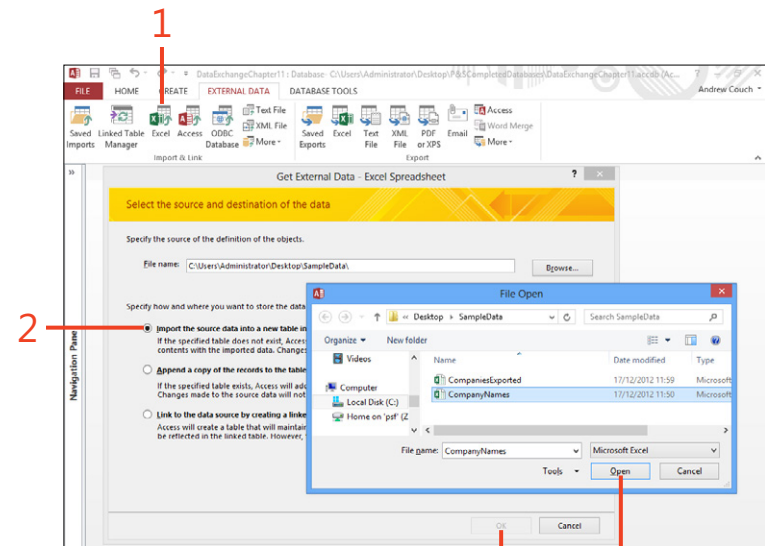 1
DataExchangeChapter11 : Database- C:\Users\Administrator\Desktop\P&SCompletedDatabases\DataExchangeChapter11.accdb (Ac...
?
FILE HOME CREATE EXTERNAL DATA DATABASE TOOLS Andrew Couch
Saved Imports
Linked Table Manager
Excel
Access
ODBC Database
Text File
XML File
More
Saved Exports
Excel
Text File
XML File
PDF or XPS
Email
Access
Word Merge
More
Import & Link
Export
Get External Data - Excel Spreadsheet
?
Select the source and destination of the data
Specify the source of the definition of the objects.
File name: C:\Users\Administrator\Desktop\SampleData\ Browse...
Specify how and where you want to store the data
2
Import the source data into a new table in
If the specified table does not exist, Acce
contents with the imported data. Changes
Append a copy of the records to the table
If the specified table exists, Access will add
Changes made to the source data will not
Link to the data source by creating a linke
Access will create a table that will maintain
be reflected in the linked table. However,
Navigation Pane
File Open
« Desktop Sample­Data
Search SampleData
Organize New folder
Videos
Computer
Local Disk (C:)
Home on 'psf' (Z
Name Date modified Type
CompaniesExported 17/12/2012 11:59 Microsoft
CompanyNames 17/12/2012 11:50 Microsoft
File name: CompanyNames Microsoft Excel
Tools Open Cancel
OK Cancel